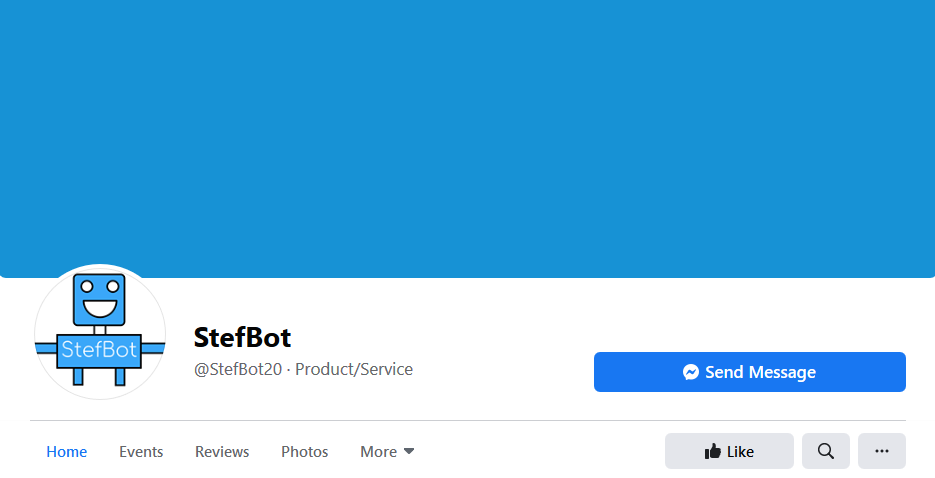 StefBot
StefBot
@StefBot20 · Product/Service
Send Message
Home Events Reviews Photos More
Like